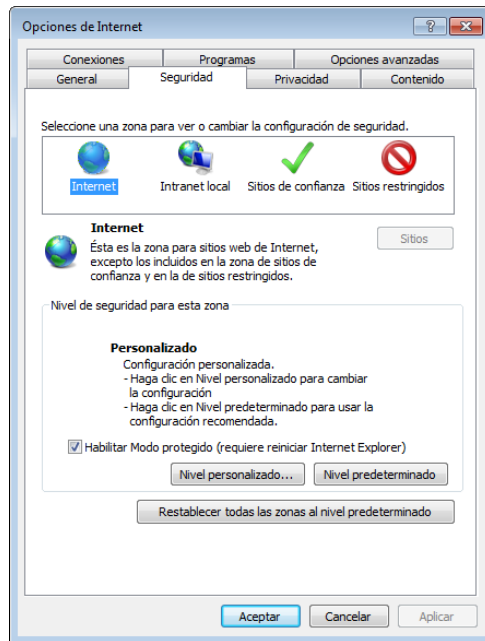 Opciones de Internet
Conexiones Programas Opciones avanzadas
General Seguridad Privacidad Contenido
Seleccione una zona para ver o cambiar la configuración de seguridad.
Internet Intranet local Sitios de confianza Sitios restringidos
Internet
Sitios
Ésta es la zona para sitios web de Internet,
excepto los incluidos en la zona de sitios de
confianza y en la de sitios restringidos.
Nivel de seguridad para esta zona
Personalizado
Configuración personalizada.
- Haga clic en Nivel personalizado para cambiar
la configuración
- Haga clic en Nivel predeterminado para usar la
configuración recomendada.
Habilitar Modo protegido (requiere reiniciar Internet Explorer)
Nivel personalizado... Nivel predeterminado
Restablecer todas las zonas al nivel predeterminado
Aceptar Cancelar Aplicar